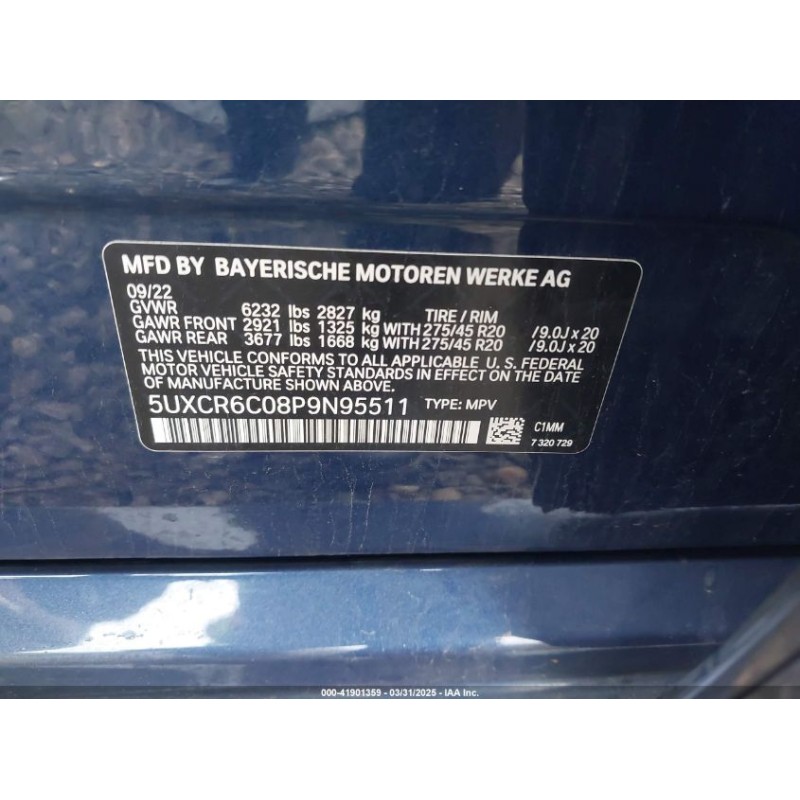 MFD BY BAYERISCHE MOTOREN WERKE AG
09/22
GVWR 6232 lbs 2827 kg TIRE / RIM
GAWR FRONT 2921 lbs 1325 kg WITH 275/45 R20 / 9.0J x 20
GAWR REAR 3677 lbs 1668 kg WITH 275/45 R20 / 9.0J x 20
THIS VEHICLE CONFORMS TO ALL APPLICABLE U. S. FEDERAL
MOTOR VEHICLE SAFETY STANDARDS IN EFFECT ON THE DATE
OF MANUFACTURE SHOWN ABOVE.
5UXCR6C08P9N95511 TYPE: MPV
C1MM
7 320 729
000-41901359 - 03/31/2025 - IAA Inc.